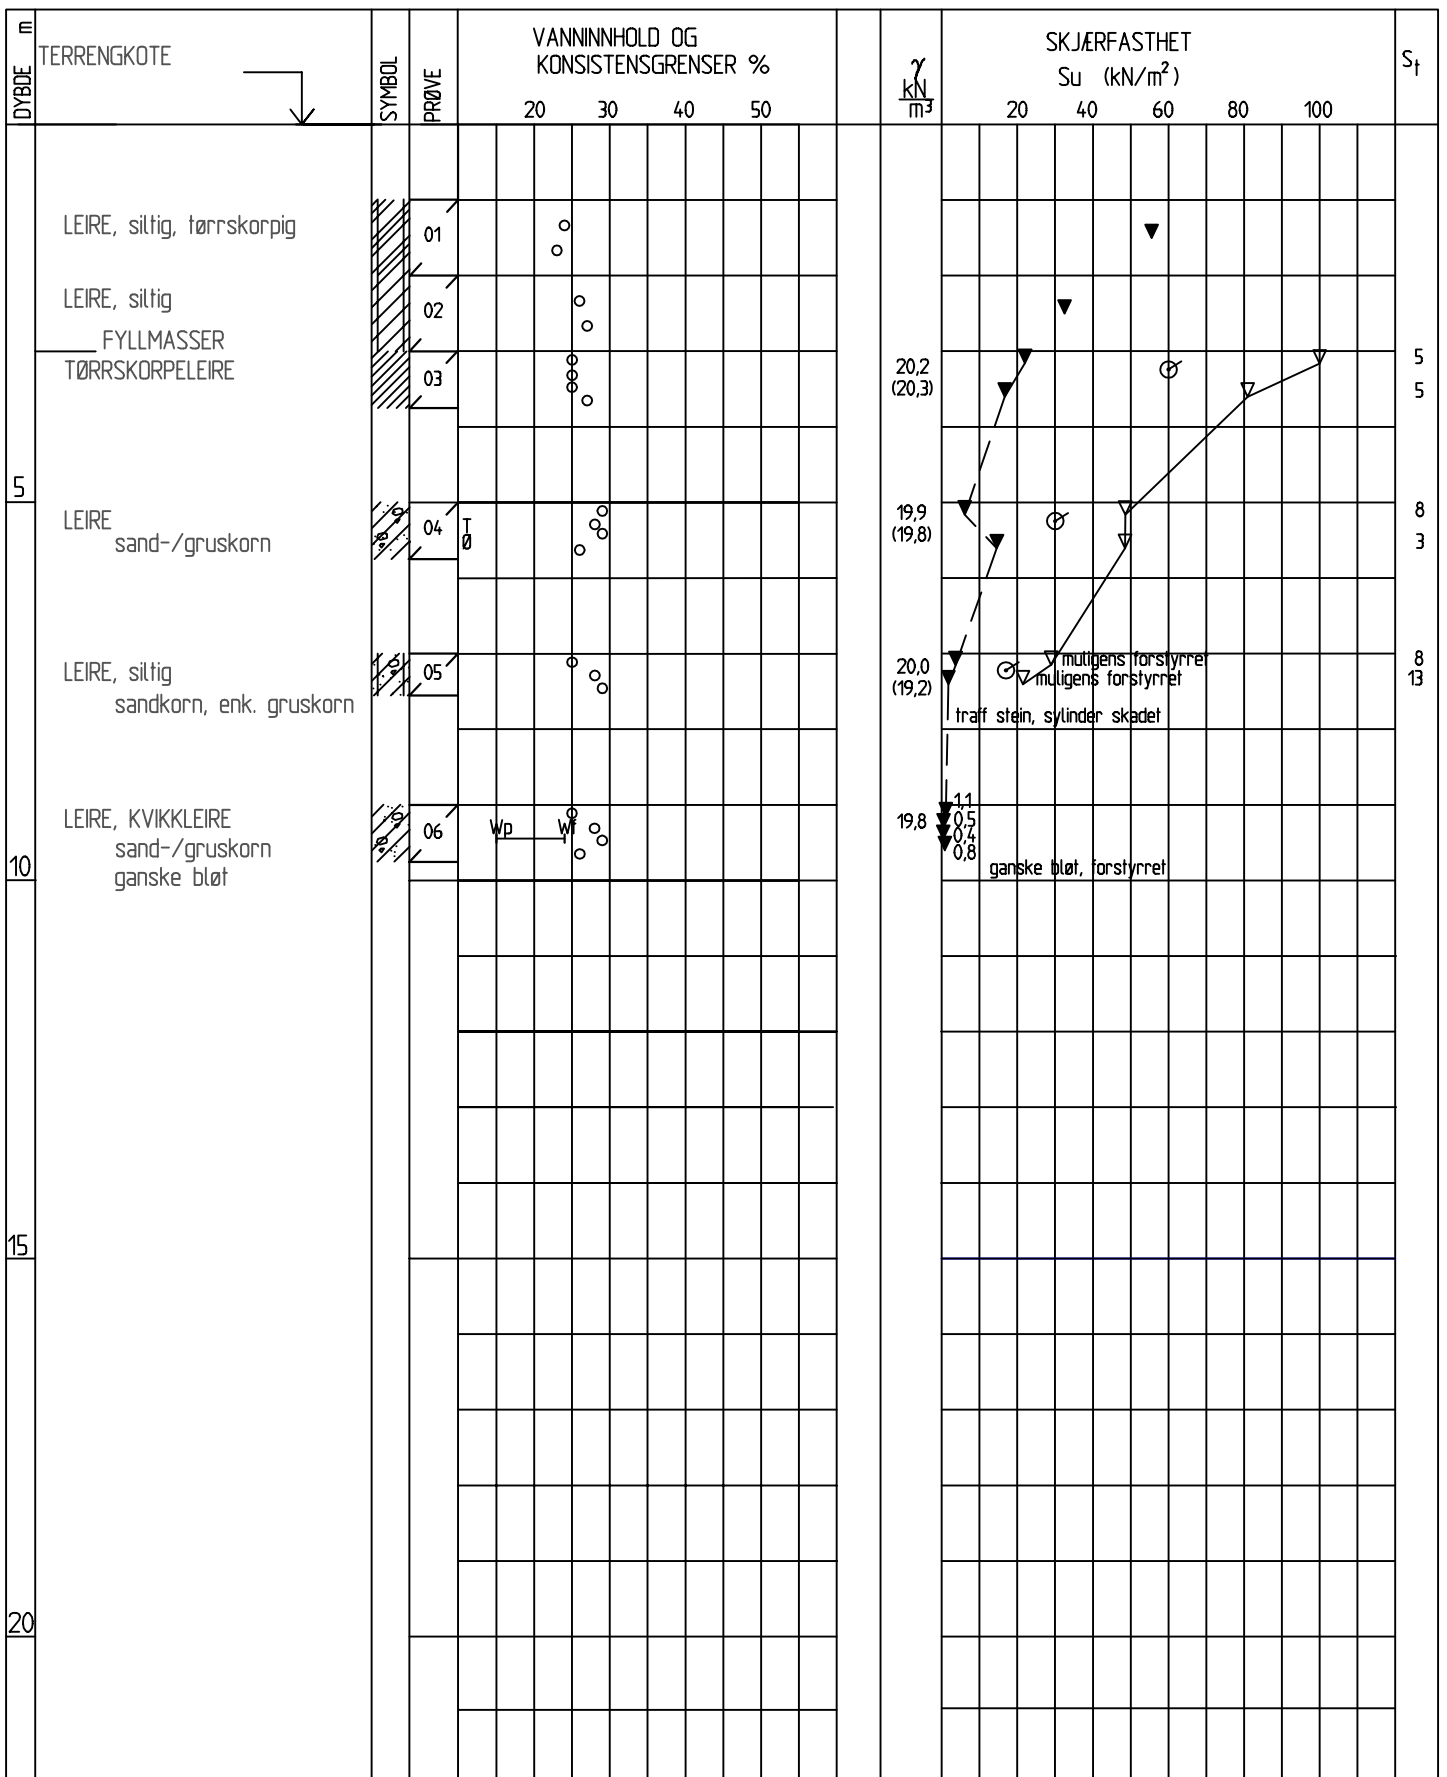 DYBDE m
TERRENGKOTE
SYMBOL
PRØVE
VANNINNHOLD OG
KONSISTENSGRENSER %
20 30 40 50
γ
kN
m³
SKJÆRFASTHET
Su (kN/m²)
20 40 60 80 100
St
LEIRE, siltig, tørrskorpig
01
LEIRE, siltig
02
FYLLMASSER
TØRRSKORPELEIRE
03
20,2
(20,3)
5
5
5
LEIRE
sand-/gruskorn
04
T
Ø
19,9
(19,8)
8
3
LEIRE, siltig
sandkorn, enk. gruskorn
05
20,0
(19,2)
muligens forstyrret
muligens forstyrret
8
13
traff stein, sylinder skadet
LEIRE, KVIKKLEIRE
sand-/gruskorn
ganske bløt
06
Wp Wf
19,8
1,1
0,5
0,4
0,8
ganske bløt, forstyrret
10
15
20